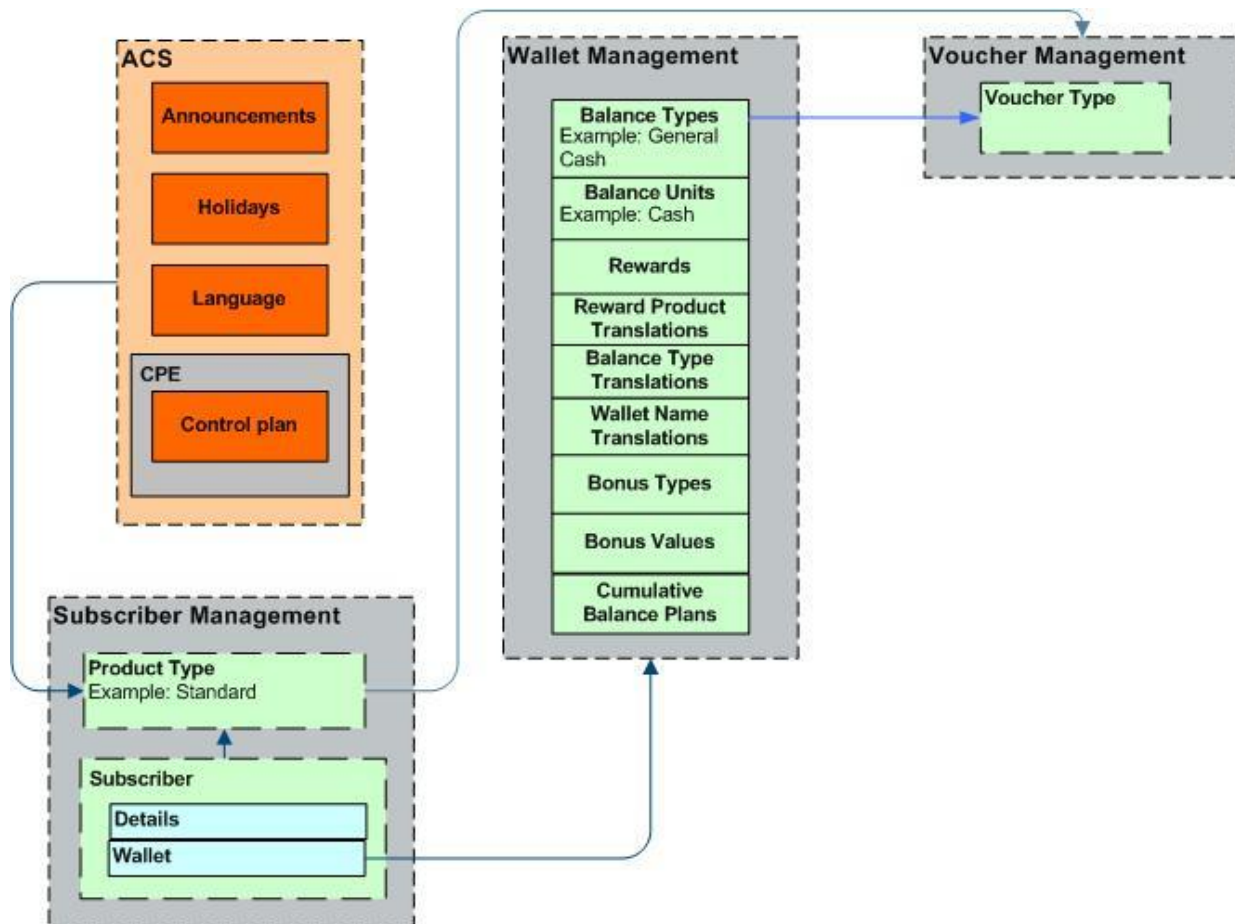 ACS
Announcements
Holidays
Language
CPE
Control plan
Subscriber Management
Product Type
Example: Standard
Subscriber
Details
Wallet
Wallet Management
Balance Types
Example: General
Cash
Balance Units
Example: Cash
Rewards
Reward Product
Translations
Balance Type
Translations
Wallet Name
Translations
Bonus Types
Bonus Values
Cumulative
Balance Plans
Voucher Management
Voucher Type